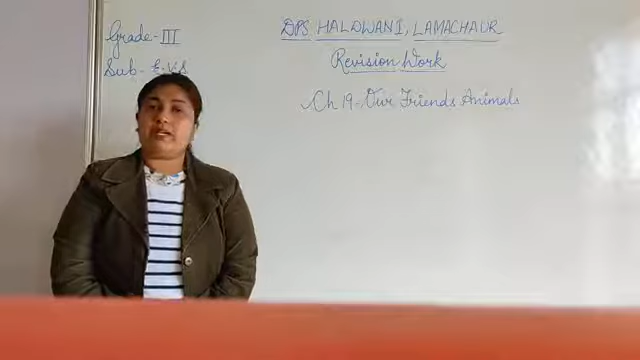 Grade - III
Sub - E.V.S
DPS HALDWANI, LAMACHAUR
Revision Work
Ch 19 - Our Friends Animals